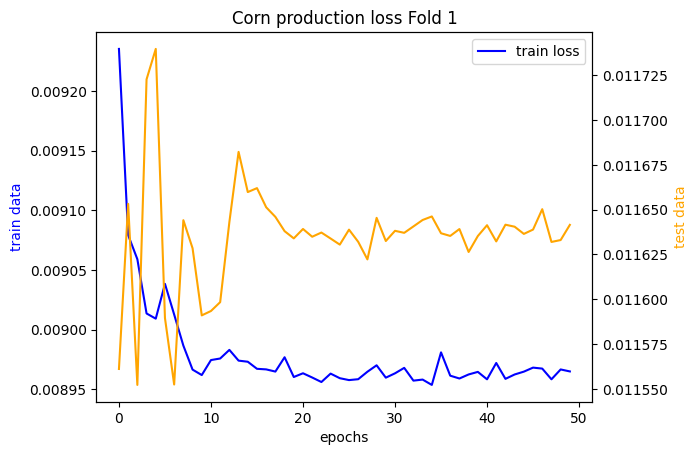 Corn production loss Fold 1
train loss
train data
0.00920
0.00915
0.00910
0.00905
0.00900
0.00895
0.011725
0.011700
0.011675
0.011650
0.011625
0.011600
0.011575
0.011550
test data
0 10 20 30 40 50
epochs